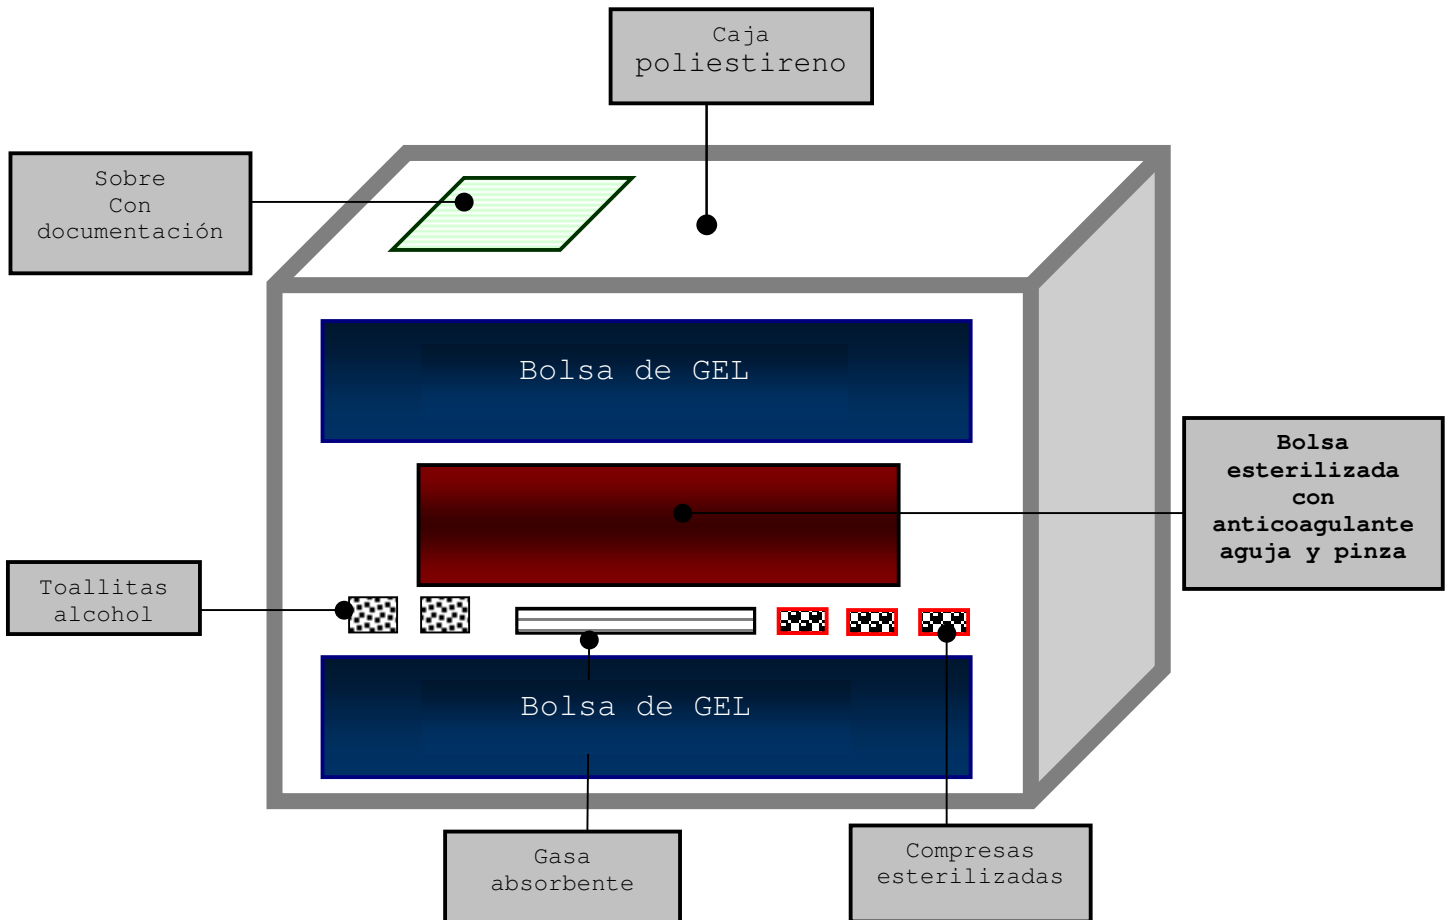 Caja
poliestireno
Sobre
Con
documentación
Bolsa de GEL
Bolsa
esterilizada
con
anticoagulante
aguja y pinza
Toallitas
alcohol
Bolsa de GEL
Gasa
absorbente
Compresas
esterilizadas